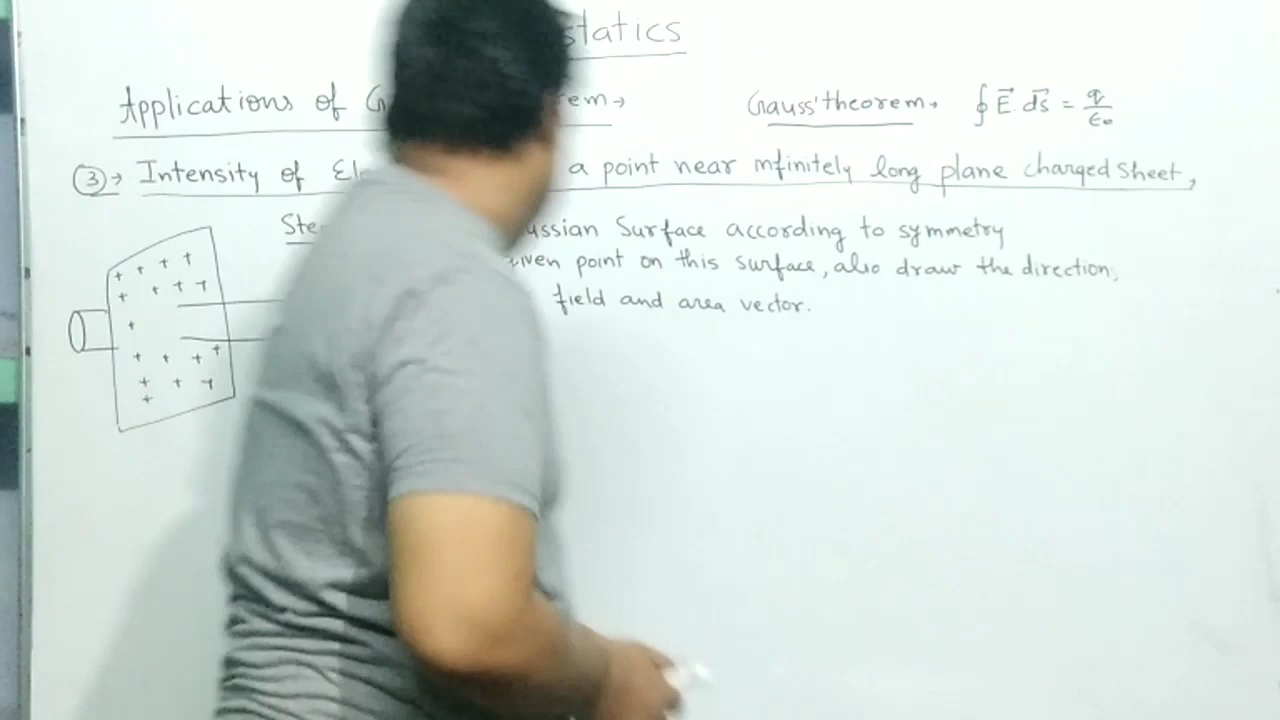 statics
Applications of G rem → Gauss' theorem → ∮ E⃗. ds⃗ = q/ε₀
③→ Intensity of El a point near infinitely long plane charged sheet,
Ste ussian Surface according to symmetry
iven point on this surface, also draw the direction,
field and area vector.